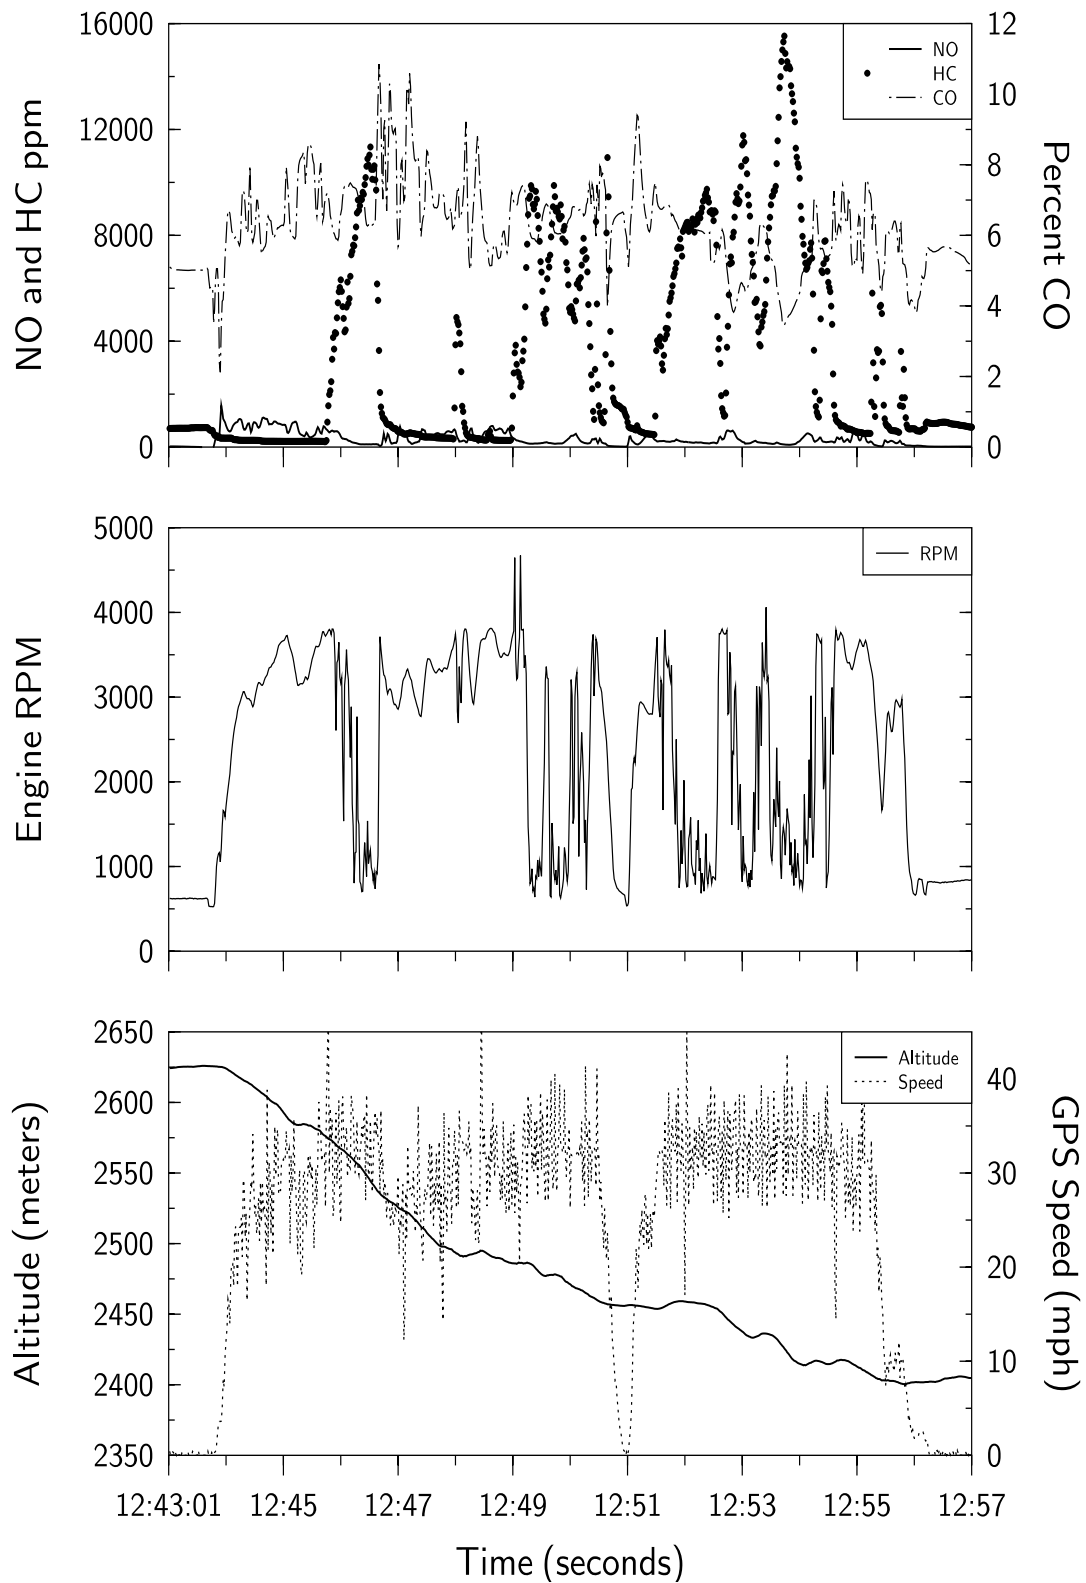 16000
12000
8000
4000
0
NO and HC ppm
12
10
8
6
4
2
0
Percent CO
NO
HC
CO
5000
4000
3000
2000
1000
0
Engine RPM
RPM
2650
2600
2550
2500
2450
2400
2350
Altitude (meters)
Altitude
Speed
40
30
20
10
0
GPS Speed (mph)
12:43:01 12:45 12:47 12:49 12:51 12:53 12:55 12:57
Time (seconds)